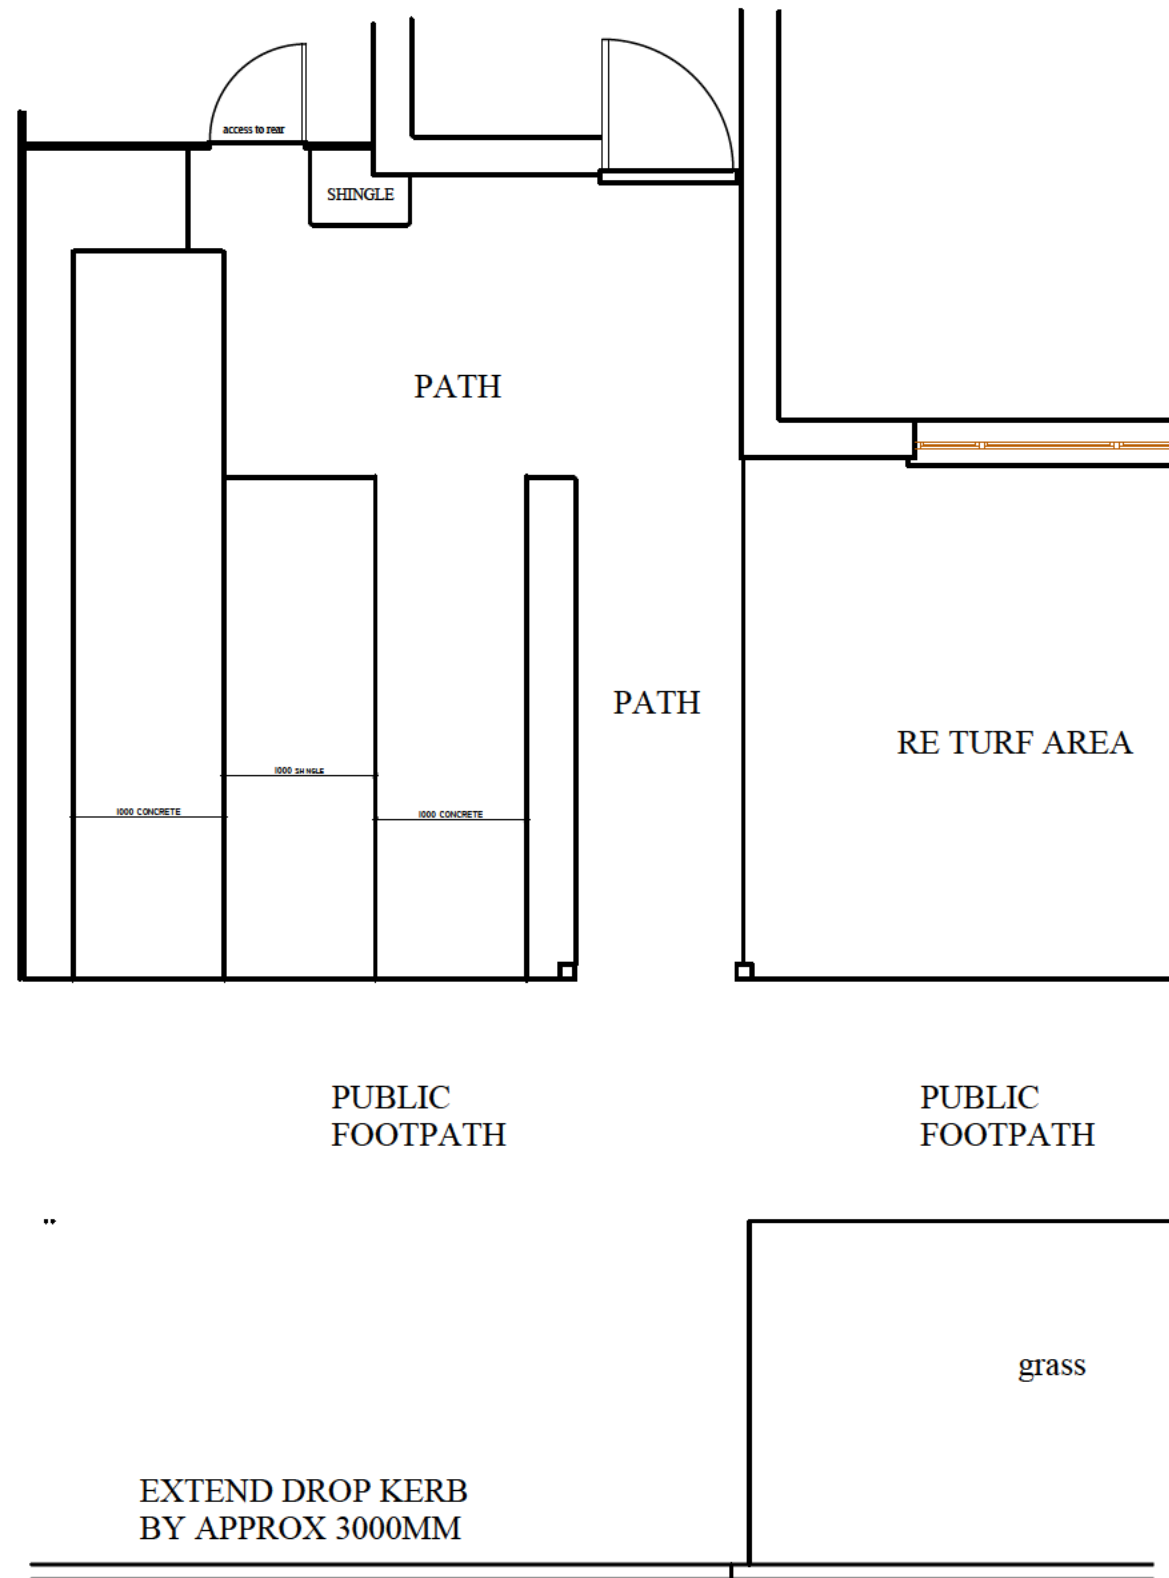 access to rear
SHINGLE
PATH
PATH
RE TURF AREA
1000 SHINGLE
1000 CONCRETE
1000 CONCRETE
PUBLIC
FOOTPATH
PUBLIC
FOOTPATH
grass
EXTEND DROP KERB
BY APPROX 3000MM